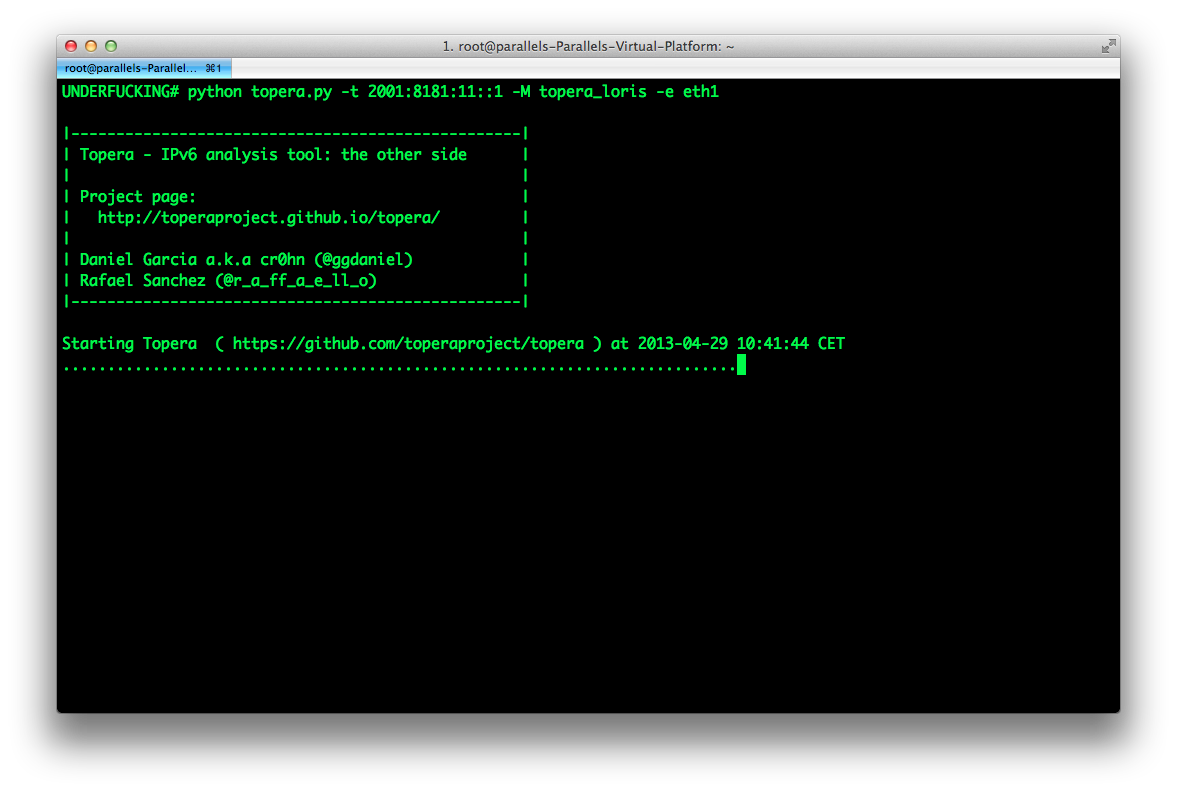 1. root@parallels-Parallels-Virtual-Platform: ~
root@parallels-Parallel... ⌘1
UNDERFUCKING# python topera.py -t 2001:8181:11::1 -M topera_loris -e eth1
|--------------------------------------------------|
| Topera - IPv6 analysis tool: the other side      |
|                                                  |
| Project page:                                    |
|   http://toperaproject.github.io/topera/         |
|                                                  |
| Daniel Garcia a.k.a cr0hn (@ggdaniel)            |
| Rafael Sanchez (@r_a_ff_a_e_ll_o)                |
|--------------------------------------------------|
Starting Topera  ( https://github.com/toperaproject/topera ) at 2013-04-29 10:41:44 CET
...........................................................................